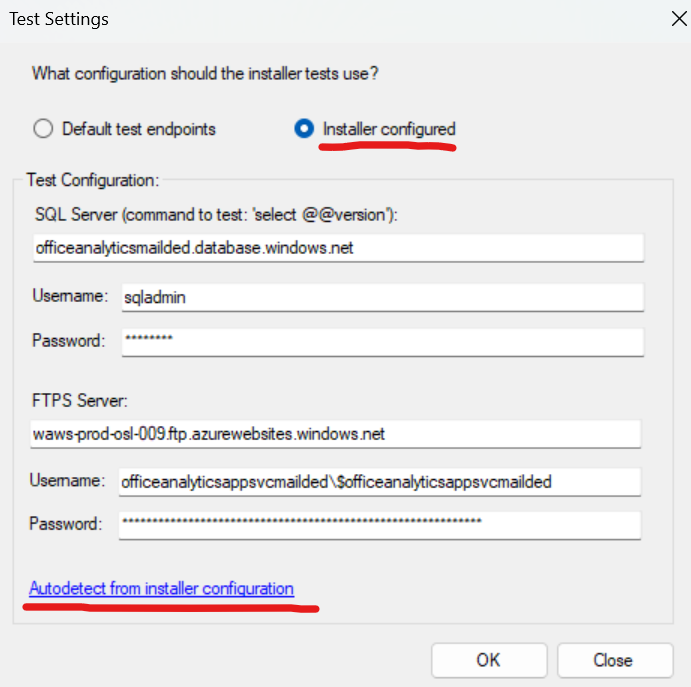 Test Settings
What configuration should the installer tests use?
Default test endpoints Installer configured
Test Configuration:
SQL Server (command to test: 'select @@version'):
officeanalyticsmailded.database.windows.net
Username: sqladmin
Password: ********
FTPS Server:
waws-prod-osl-009.ftp.azurewebsites.windows.net
Username: officeanalyticsappsvcmailded\$officeanalyticsappsvcmailded
Password: ************************************************************
Autodetect from installer configuration
OK Close